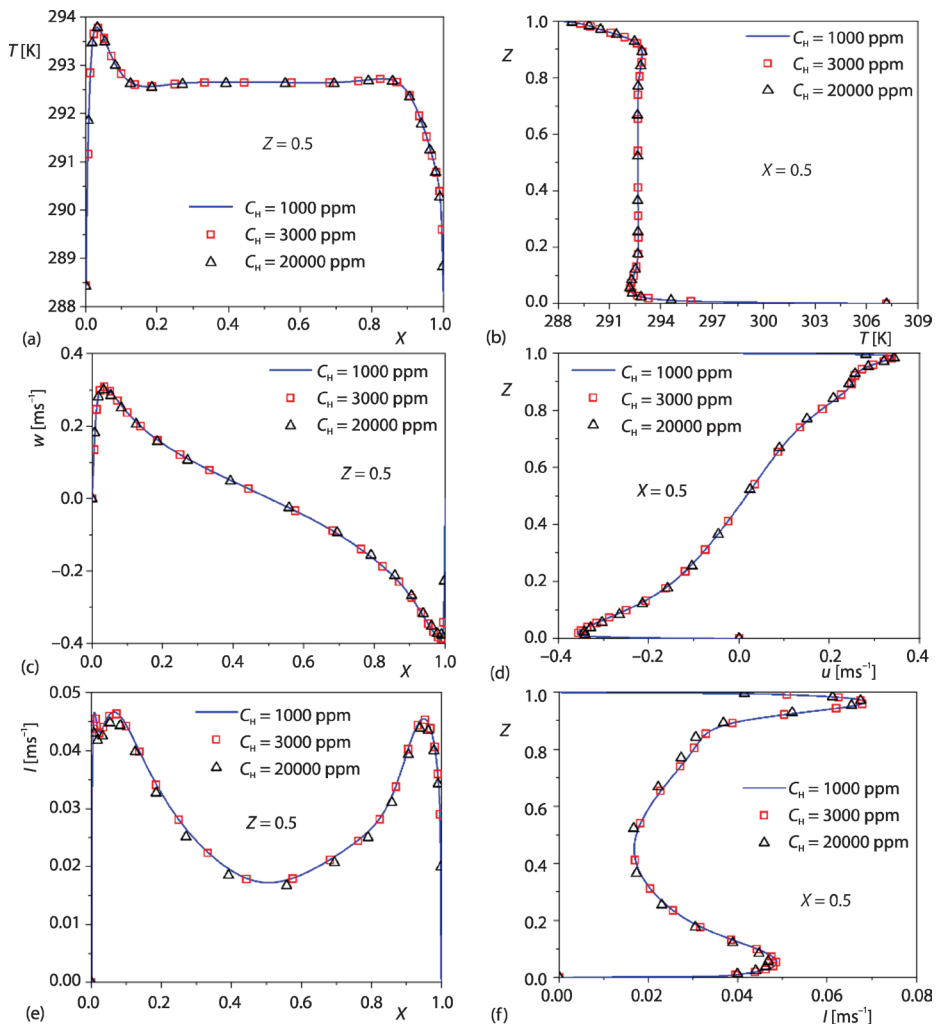 T [K]
294
293
292
291
290
289
288
0.0 0.2 0.4 0.6 0.8 1.0
X
Z = 0.5
C_H = 1000 ppm
C_H = 3000 ppm
C_H = 20000 ppm
(a)
Z
1.0
0.8
0.6
0.4
0.2
0.0
288 291 294 297 300 303 306 309
T [K]
C_H = 1000 ppm
C_H = 3000 ppm
C_H = 20000 ppm
X = 0.5
(b)
w [ms⁻¹]
0.4
0.2
0.0
−0.2
−0.4
0.0 0.2 0.4 0.6 0.8 1.0
X
C_H = 1000 ppm
C_H = 3000 ppm
C_H = 20000 ppm
Z = 0.5
(c)
Z
1.0
0.8
0.6
0.4
0.2
0.0
−0.4 −0.2 0.0 0.2 0.4
u [ms⁻¹]
C_H = 1000 ppm
C_H = 3000 ppm
C_H = 20000 ppm
X = 0.5
(d)
I [ms⁻¹]
0.05
0.04
0.03
0.02
0.01
0.00
0.0 0.2 0.4 0.6 0.8 1.0
X
C_H = 1000 ppm
C_H = 3000 ppm
C_H = 20000 ppm
Z = 0.5
(e)
Z
1.0
0.8
0.6
0.4
0.2
0.0
0.00 0.02 0.04 0.06 0.08
I [ms⁻¹]
C_H = 1000 ppm
C_H = 3000 ppm
C_H = 20000 ppm
X = 0.5
(f)